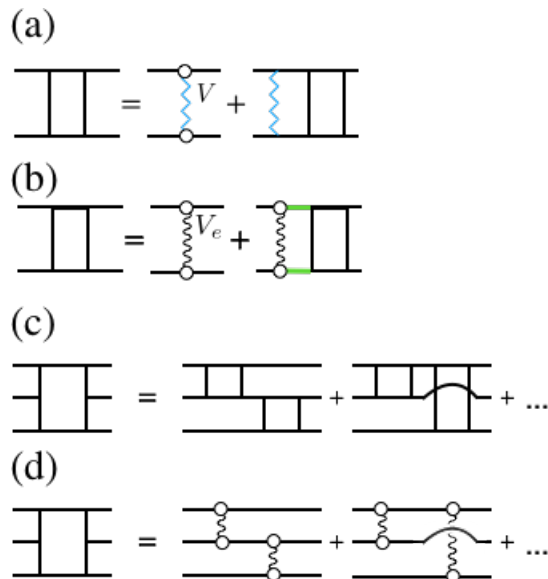 (a)
= V +
(b)
= V_e +
(c)
= + + ...
(d)
= + + ...